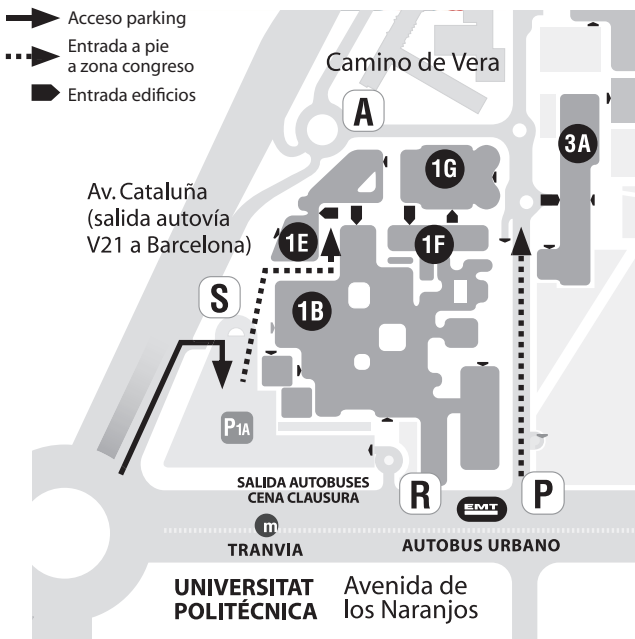 Acceso parking
Entrada a pie
a zona congreso
Entrada edificios
Camino de Vera
A
3A
1G
Av. Cataluña
(salida autovía
V21 a Barcelona)
1E
1F
S
1B
P1A
SALIDA AUTOBUSES
CENA CLAUSURA
R
EMT
P
m
TRANVIA
AUTOBUS URBANO
UNIVERSITAT
POLITÉCNICA
Avenida de
los Naranjos